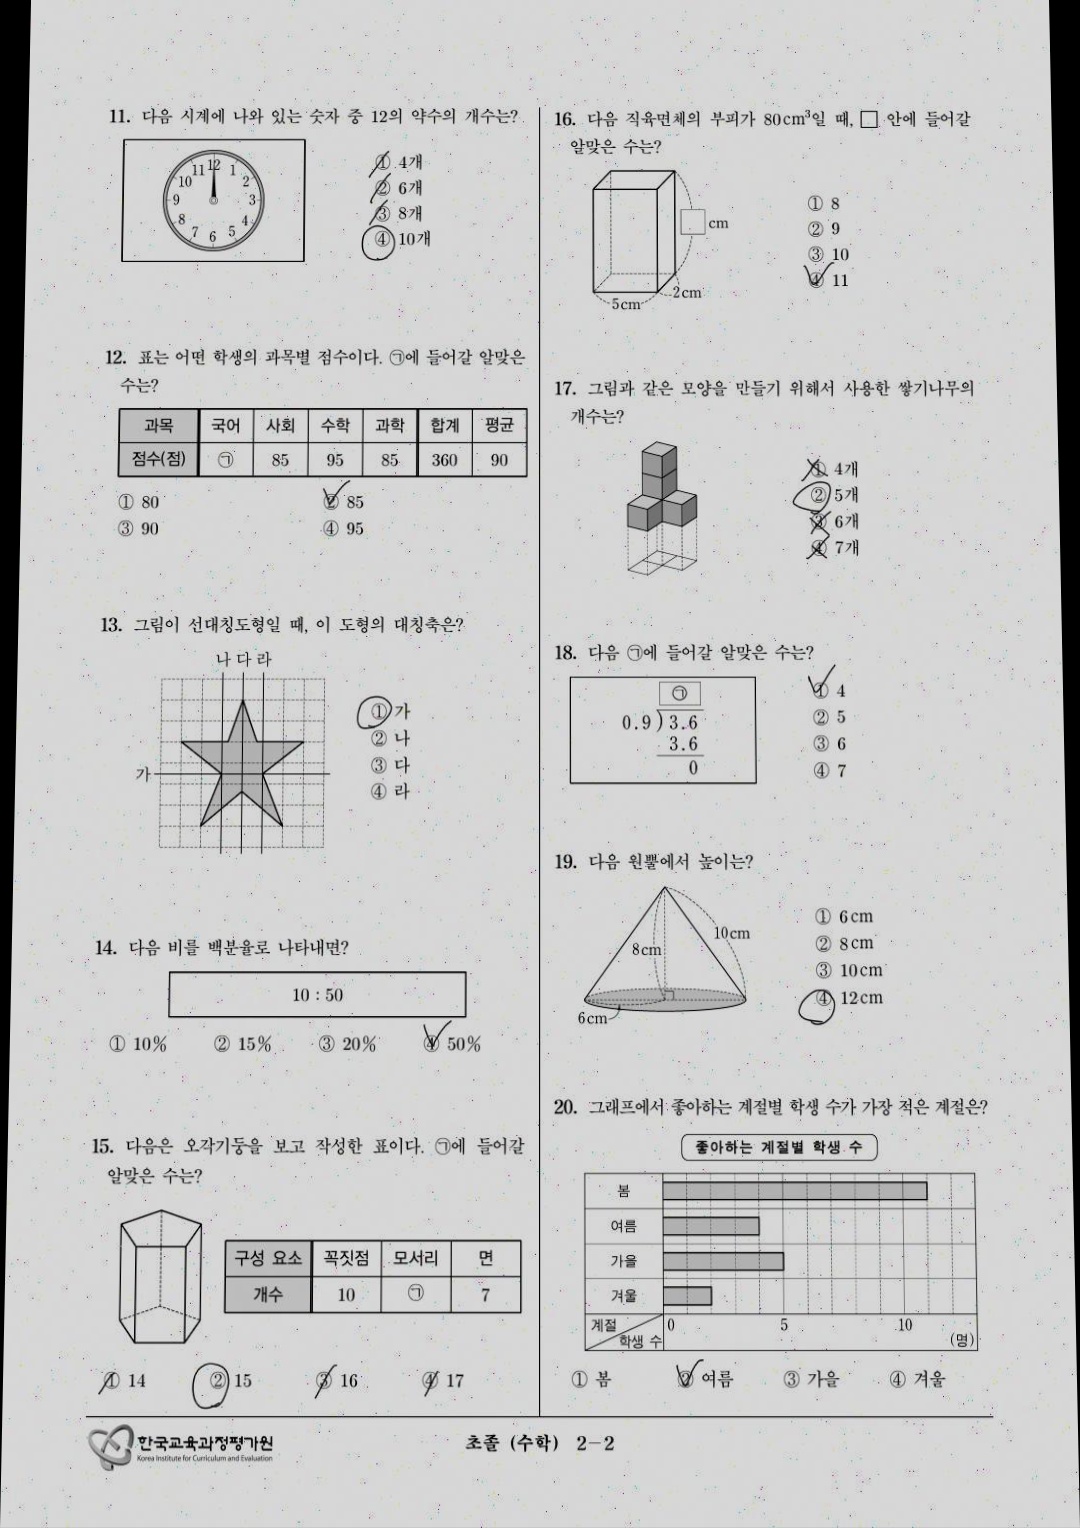 11. 다음 시계에 나와 있는 숫자 중 12의 약수의 개수는?
11 12 1
10 2
9 3
8 4
7 6 5
① 4개
② 6개
③ 8개
④ 10개
12. 표는 어떤 학생의 과목별 점수이다. ㉠에 들어갈 알맞은
수는?
과목 국어 사회 수학 과학 합계 평균
점수(점) ㉠ 85 95 85 360 90
① 80 ② 85
③ 90 ④ 95
13. 그림이 선대칭도형일 때, 이 도형의 대칭축은?
나 다 라
가
① 가
② 나
③ 다
④ 라
14. 다음 비를 백분율로 나타내면?
10 : 50
① 10% ② 15% ③ 20% ④ 50%
15. 다음은 오각기둥을 보고 작성한 표이다. ㉠에 들어갈
알맞은 수는?
구성 요소 꼭짓점 모서리 면
개수 10 ㉠ 7
① 14 ② 15 ③ 16 ④ 17
16. 다음 직육면체의 부피가 80cm³일 때, □ 안에 들어갈
알맞은 수는?
□ cm
2cm
5cm
① 8
② 9
③ 10
④ 11
17. 그림과 같은 모양을 만들기 위해서 사용한 쌓기나무의
개수는?
① 4개
② 5개
③ 6개
④ 7개
18. 다음 ㉠에 들어갈 알맞은 수는?
㉠
0.9 ) 3.6
3.6
0
① 4
② 5
③ 6
④ 7
19. 다음 원뿔에서 높이는?
10cm
8cm
6cm
① 6cm
② 8cm
③ 10cm
④ 12cm
20. 그래프에서 좋아하는 계절별 학생 수가 가장 적은 계절은?
좋아하는 계절별 학생 수
봄
여름
가을
겨울
계절 학생 수 0 5 10 (명)
① 봄 ② 여름 ③ 가을 ④ 겨울
한국교육과정평가원
Korea Institute for Curriculum and Evaluation
초졸 (수학) 2-2